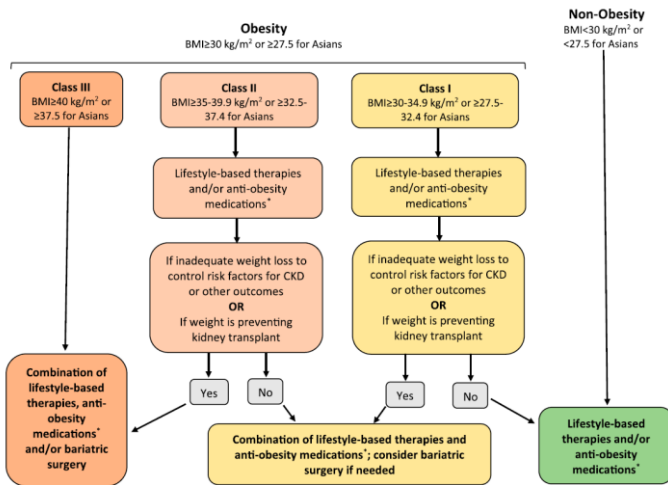 Obesity
BMI≥30 kg/m² or ≥27.5 for Asians
Non-Obesity
BMI<30 kg/m² or
<27.5 for Asians
Class III
BMI≥40 kg/m² or
≥37.5 for Asians
Class II
BMI≥35-39.9 kg/m² or ≥32.5-
37.4 for Asians
Class I
BMI≥30-34.9 kg/m² or ≥27.5-
32.4 for Asians
Lifestyle-based therapies
and/or anti-obesity
medications*
Lifestyle-based therapies
and/or anti-obesity
medications*
If inadequate weight loss to
control risk factors for CKD
or other outcomes
OR
If weight is preventing
kidney transplant
If inadequate weight loss to
control risk factors for CKD
or other outcomes
OR
If weight is preventing
kidney transplant
Yes
No
Yes
No
Combination of
lifestyle-based
therapies, anti-
obesity
medications*
and/or bariatric
surgery
Combination of lifestyle-based therapies and
anti-obesity medications*; consider bariatric
surgery if needed
Lifestyle-based
therapies and/or
anti-obesity
medications*